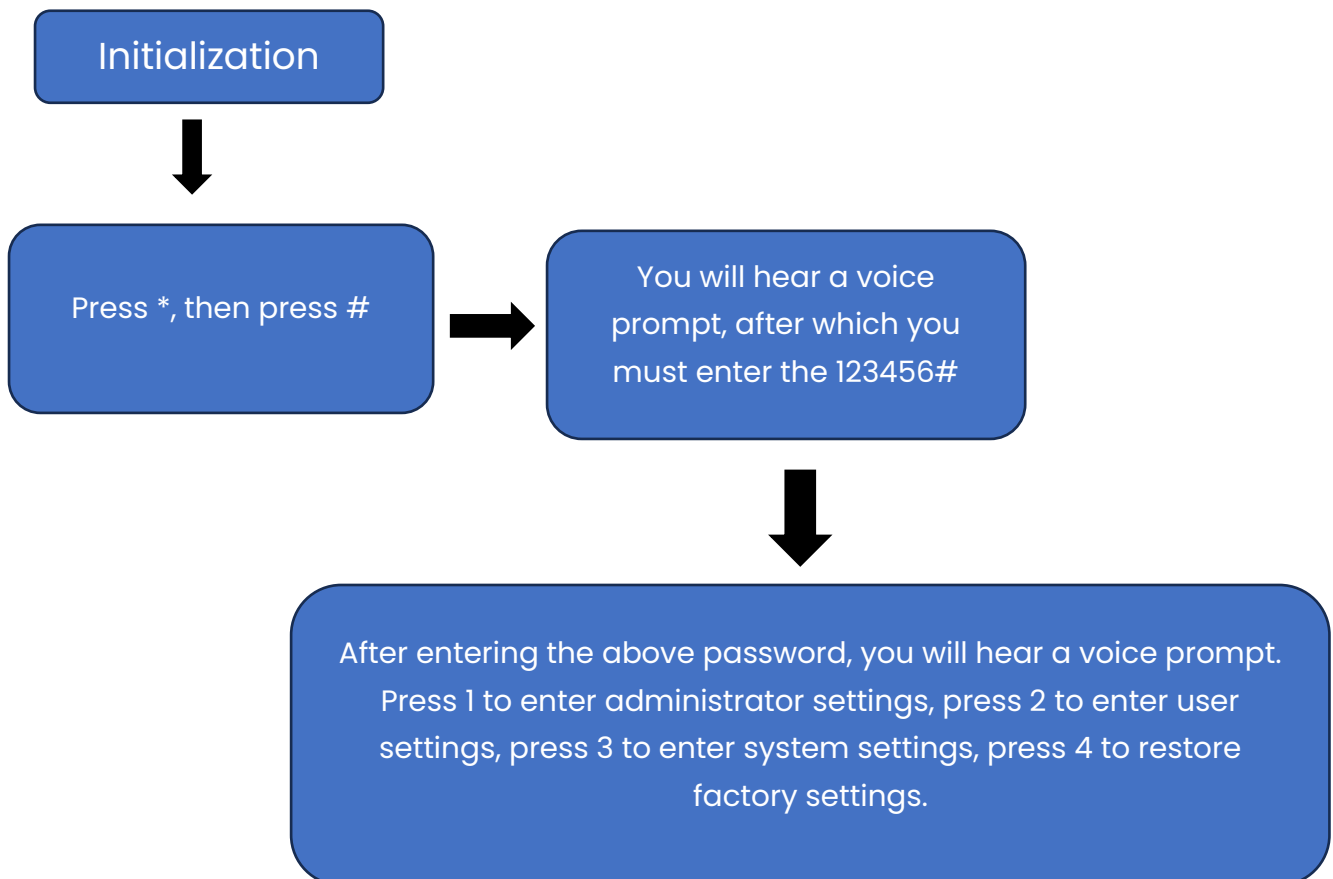 Initialization
Press *, then press #
You will hear a voice
prompt, after which you
must enter the 123456#
After entering the above password, you will hear a voice prompt.
Press 1 to enter administrator settings, press 2 to enter user
settings, press 3 to enter system settings, press 4 to restore
factory settings.